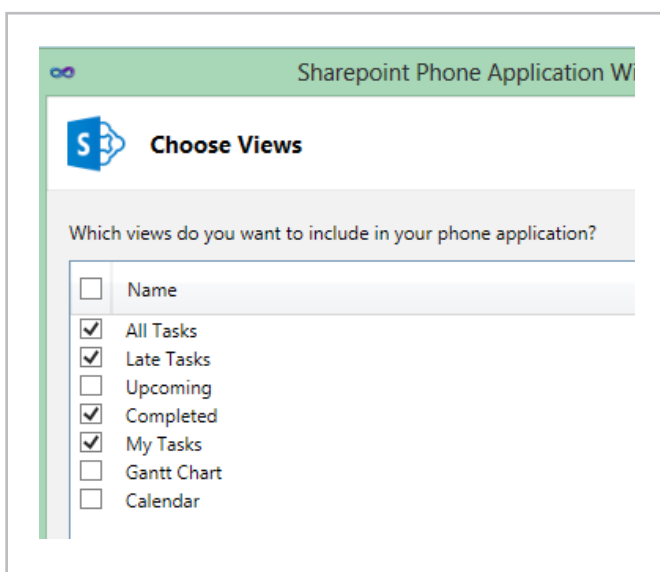 Sharepoint Phone Application Wi
S
Choose Views
Which views do you want to include in your phone application?
Name
All Tasks
Late Tasks
Upcoming
Completed
My Tasks
Gantt Chart
Calendar